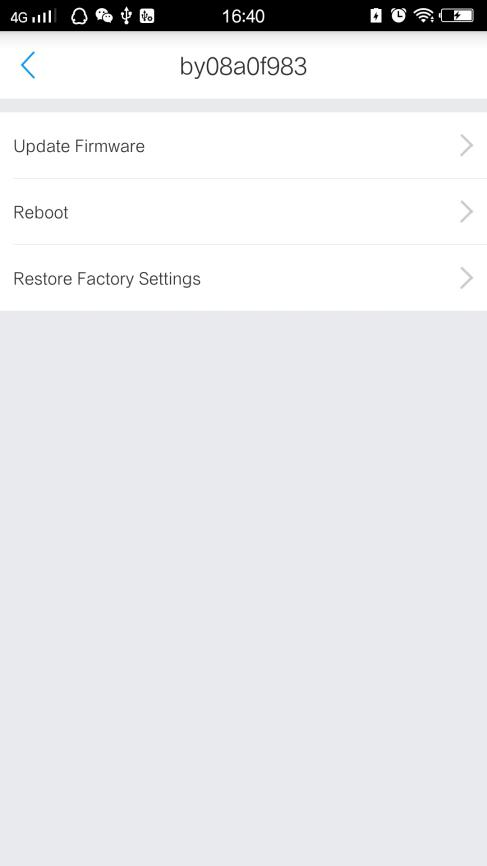 4G 16:40
by08a0f983
Update Firmware
Reboot
Restore Factory Settings